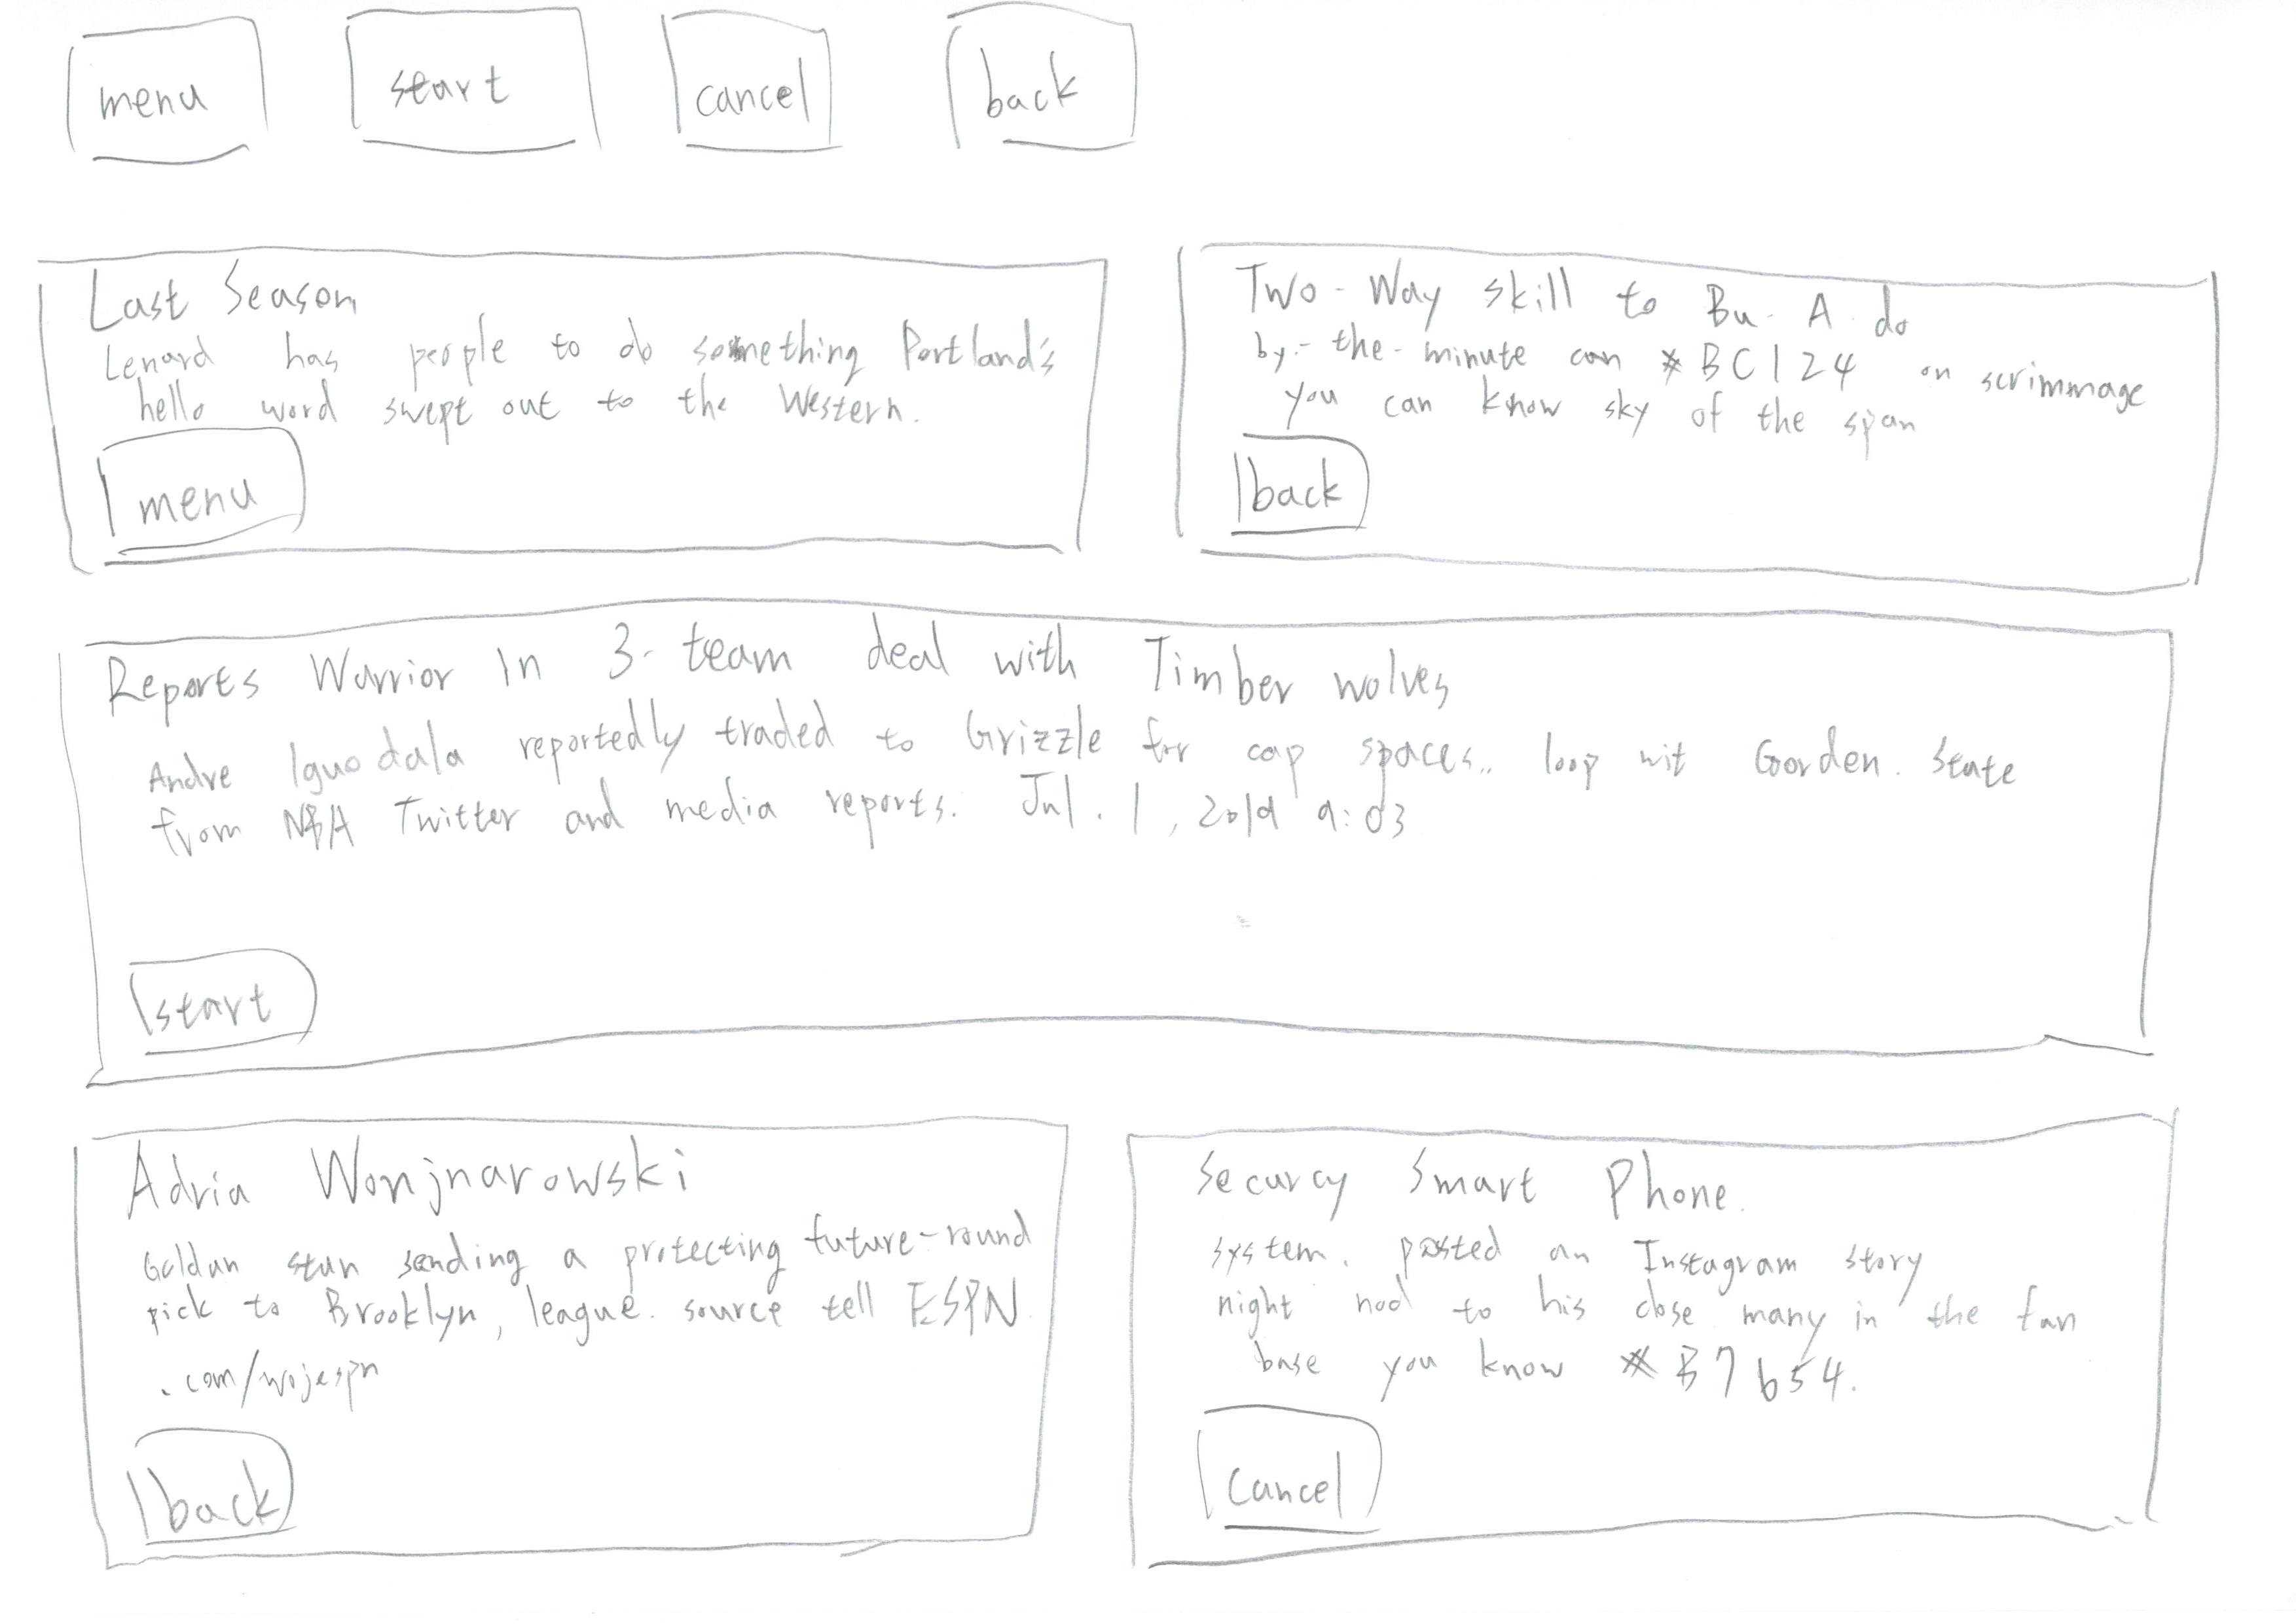 menu
start
cancel
back
Last Season
Lenard has people to do something Portland's
hello word swept out to the Western.
menu
Two-Way skill to Bu. A. do
by-the-minute can *BC124 on scrimmage
you can know sky of the span
back
Reports Warrior In 3-team deal with Timber wolves
Andre Iguodala reportedly traded to Grizzle for cap spaces.. loop wit Goorden. State
from NBA Twitter and media reports. Jul. 1, 2019 9:03
start
Adria Wonjnarowski
Goldan stun sending a protecting future-round
pick to Brooklyn, league. source tell ESPN
.com/wojespn
back
Securcy Smart Phone.
system. posted an Instagram story
night nod to his close many in the fan
base you know *B7654.
cancel